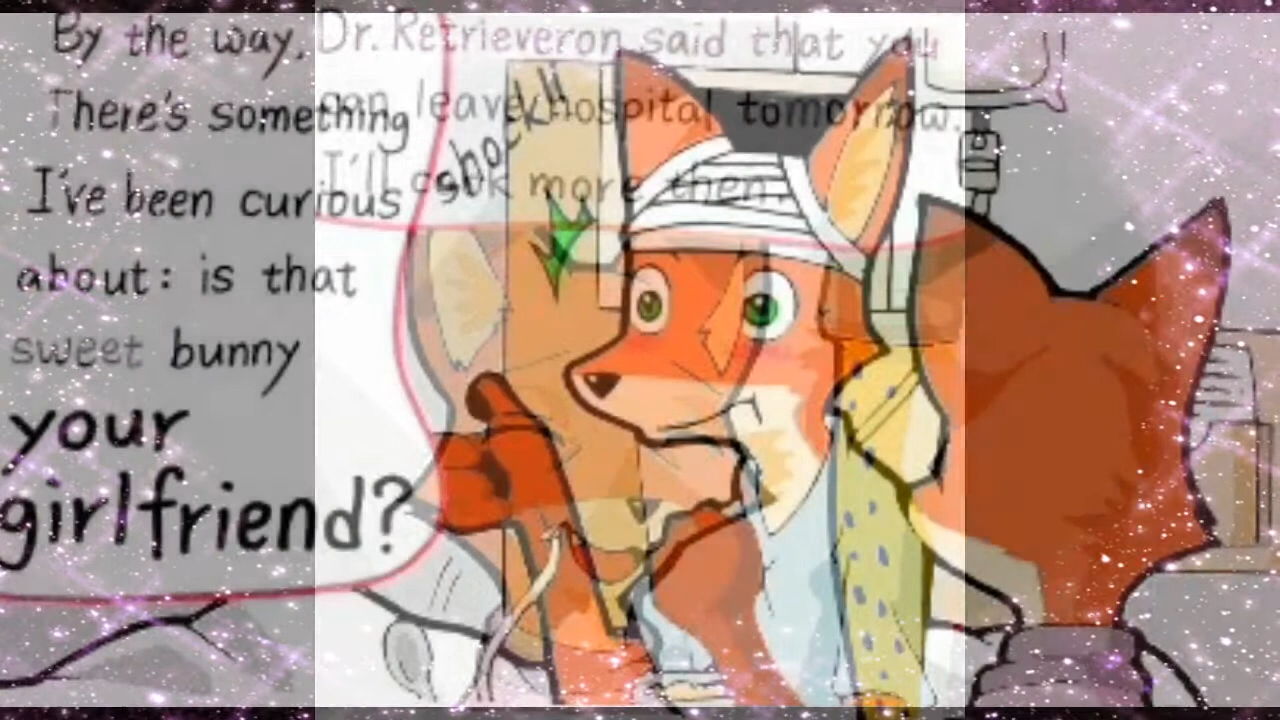 By the way,
There's something
I've been curious
about: is that
sweet bunny
your
girlfriend?
Dr. Retrieveron said that you
can leave hospital tomorrow.
I'll cook more then.
shock!!